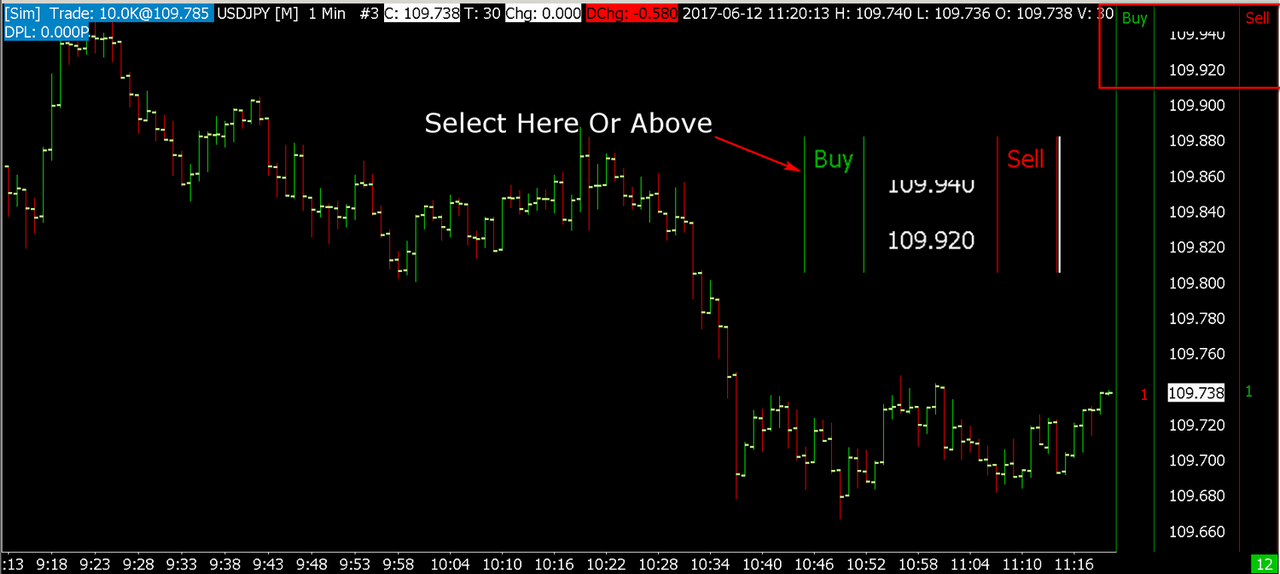 [Sim] Trade: 10.0K@109.785 USDJPY [M] 1 Min #3 C: 109.738 T: 30 Chg: 0.000 DChg: -0.580 2017-06-12 11:20:13 H: 109.740 L: 109.736 O: 109.738 V: 30 Buy Sell
DPL: 0.000P
109.940
109.920
109.900
Select Here Or Above
109.880
Buy Sell
109.860
109.940
109.840
109.920
109.820
109.800
109.780
109.760
1 109.738 1
109.720
109.700
109.680
109.660
:13 9:18 9:23 9:28 9:33 9:38 9:43 9:48 9:53 9:59 10:04 10:10 10:16 10:22 10:28 10:34 10:40 10:46 10:52 10:58 11:04 11:10 11:16 12